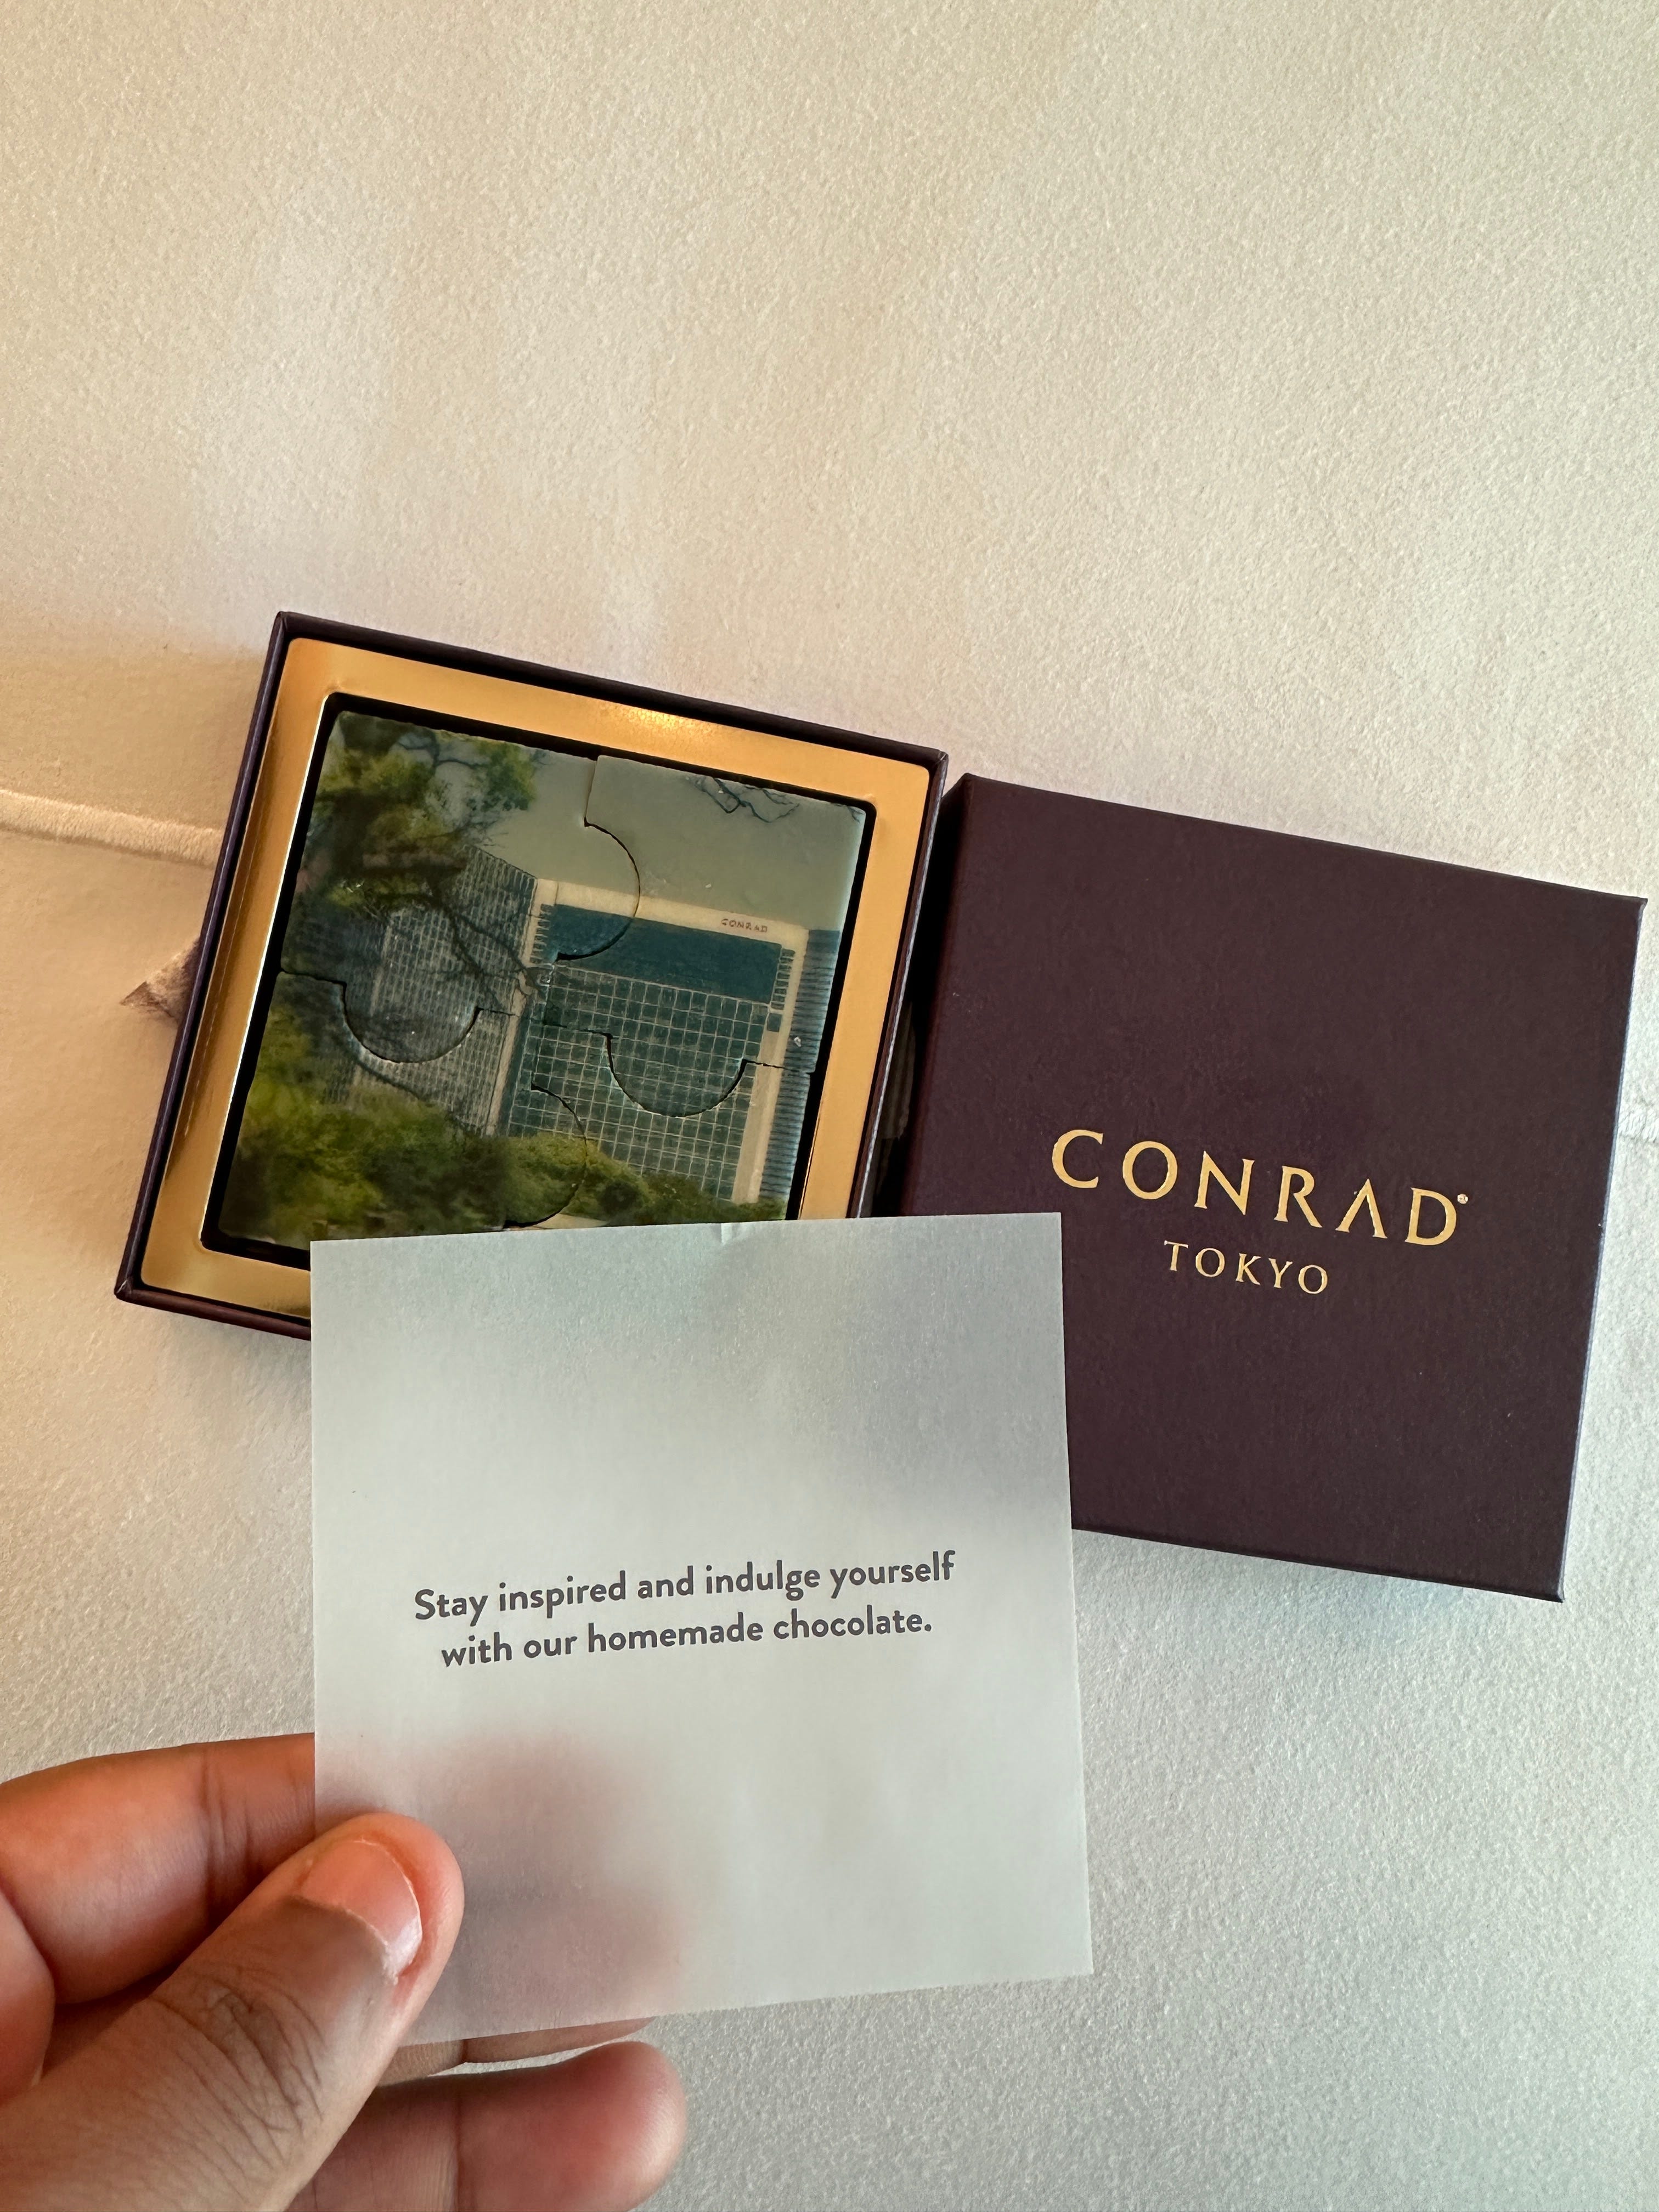 CONRAD
CONRAD®
TOKYO
Stay inspired and indulge yourself
with our homemade chocolate.